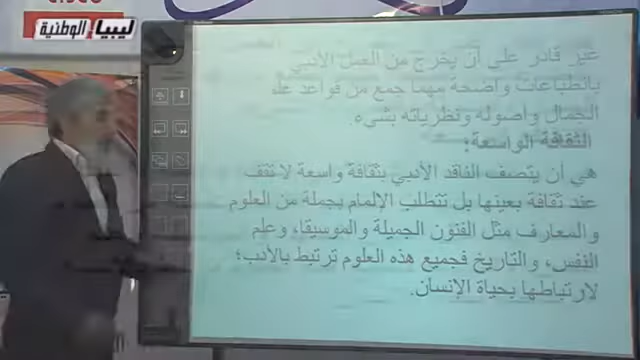 CISCO
ليبيا الوطنية
غير قادر على أن يخرج من العمل الأدبي
بانطباعات واضحة مهما جمع من قواعد علم
الجمال وأصوله ونظرياته بشيء.
الثقافة الواسعة:
هي أن يتصف الناقد الأدبي بثقافة واسعة لا تقف
عند ثقافة بعينها بل تتطلب الإلمام بجملة من العلوم
والمعارف مثل الفنون الجميلة والموسيقا، وعلم
النفس، والتاريخ فجميع هذه العلوم ترتبط بالأدب؛
لارتباطها بحياة الإنسان.